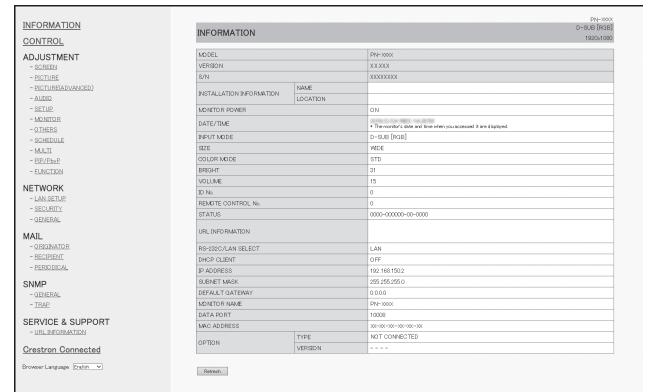 INFORMATION
CONTROL
ADJUSTMENT
- SCREEN
- PICTURE
- PICTURE(ADVANCED)
- AUDIO
- SETUP
- MONITOR
- OTHERS
- SCHEDULE
- MULTI
- PIP/PbyP
- FUNCTION
NETWORK
- LAN SETUP
- SECURITY
- GENERAL
MAIL
- ORIGINATOR
- RECIPIENT
- PERIODICAL
SNMP
- GENERAL
- TRAP
SERVICE & SUPPORT
- URL INFORMATION
Crestron Connected
Browser Language English
PN-XXXX
INFORMATION
D-SUB [RGB]
1920x1080
MODEL PN-XXXX
VERSION XX.XXX
S/N XXXXXXXX
INSTALLATION INFORMATION NAME
LOCATION
MONITOR POWER ON
DATE/TIME
* The monitor's date and time when you accessed it are displayed.
INPUT MODE D-SUB [RGB]
SIZE WIDE
COLOR MODE STD
BRIGHT 31
VOLUME 15
ID No. 0
REMOTE CONTROL No. 0
STATUS 0000-000000-00-0000
URL INFORMATION
RS-232C/LAN SELECT LAN
DHCP CLIENT OFF
IP ADDRESS 192.168.150.2
SUBNET MASK 255.255.255.0
DEFAULT GATEWAY 0.0.0.0
MONITOR NAME PN-XXXX
DATA PORT 10008
MAC ADDRESS XX-XX-XX-XX-XX-XX
OPTION TYPE NOT CONNECTED
VERSION - - - -
Refresh